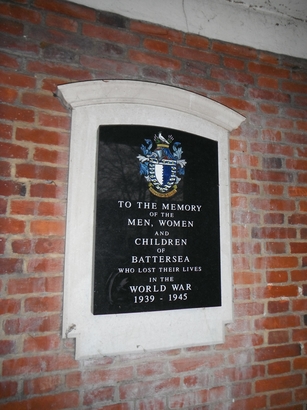 TO THE MEMORY
OF THE
MEN, WOMEN
AND
CHILDREN
OF
BATTERSEA
WHO LOST THEIR LIVES
IN THE
WORLD WAR
1939 - 1945